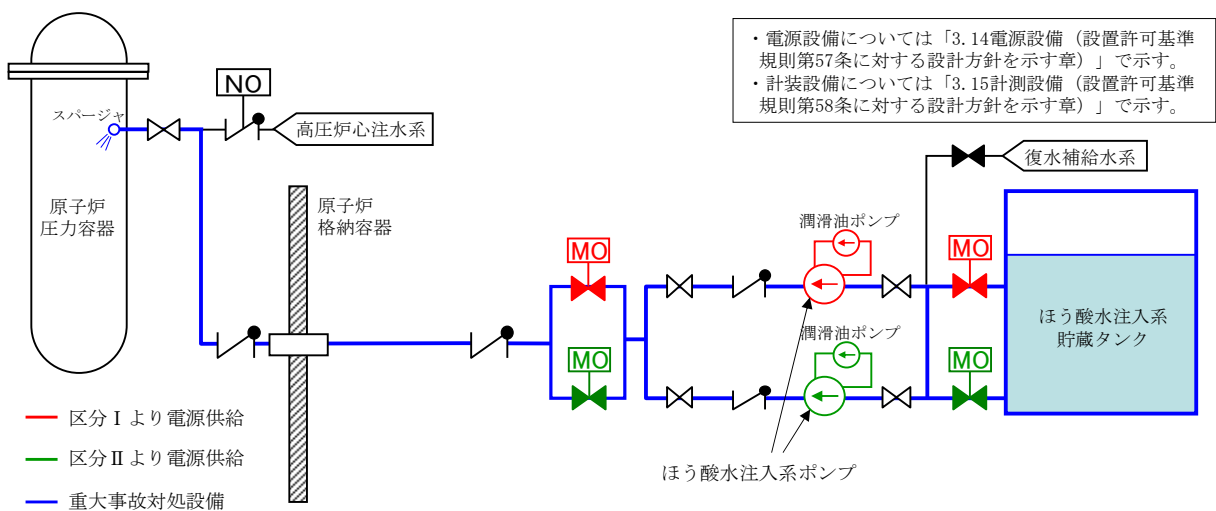 ・電源設備については「3.14電源設備（設置許可基準
規則第57条に対する設計方針を示す章）」で示す。
・計装設備については「3.15計測設備（設置許可基準
規則第58条に対する設計方針を示す章）」で示す。
NO
スパージャ
高圧炉心注水系
復水補給水系
原子炉
圧力容器
原子炉
格納容器
潤滑油ポンプ
MO
MO
ほう酸水注入系
貯蔵タンク
潤滑油ポンプ
MO
MO
区分Ⅰより電源供給
区分Ⅱより電源供給
ほう酸水注入系ポンプ
重大事故対処設備